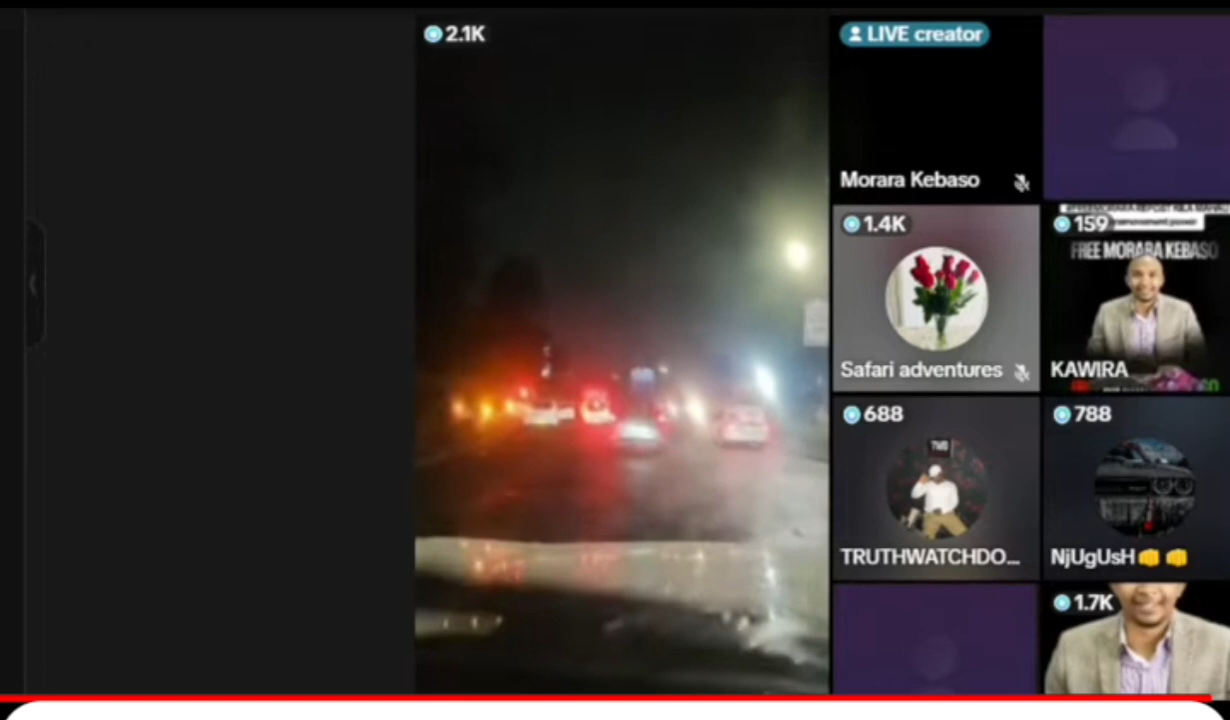 2.1K
LIVE creator
Morara Kebaso
1.4K
Safari adventures
159
FREE MORARA KEBASO
KAWIRA
688
TRUTHWATCHDO...
788
NjUgUsH👊👊
1.7K